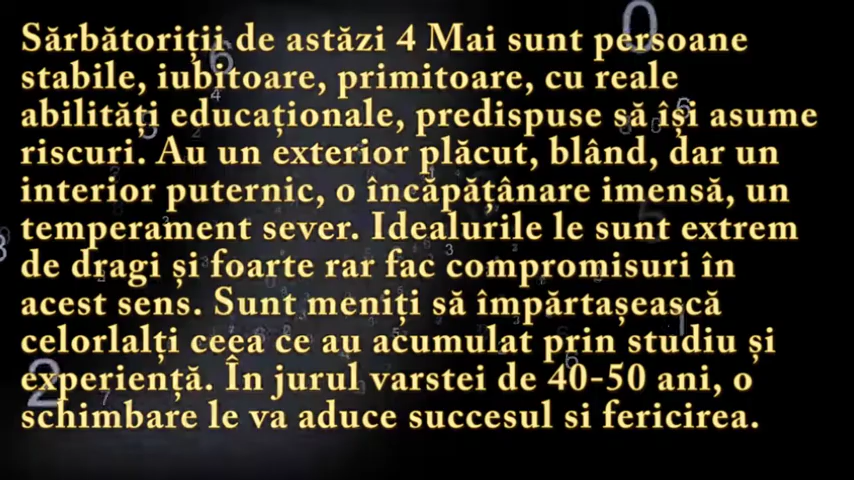 Sărbătoriții de astăzi 4 Mai sunt persoane
stabile, iubitoare, primitoare, cu reale
abilități educaționale, predispuse să își asume
riscuri. Au un exterior plăcut, blând, dar un
interior puternic, o încăpățânare imensă, un
temperament sever. Idealurile le sunt extrem
de dragi și foarte rar fac compromisuri în
acest sens. Sunt meniți să împărtașească
celorlalți ceea ce au acumulat prin studiu și
experiență. În jurul varstei de 40-50 ani, o
schimbare le va aduce succesul si fericirea.